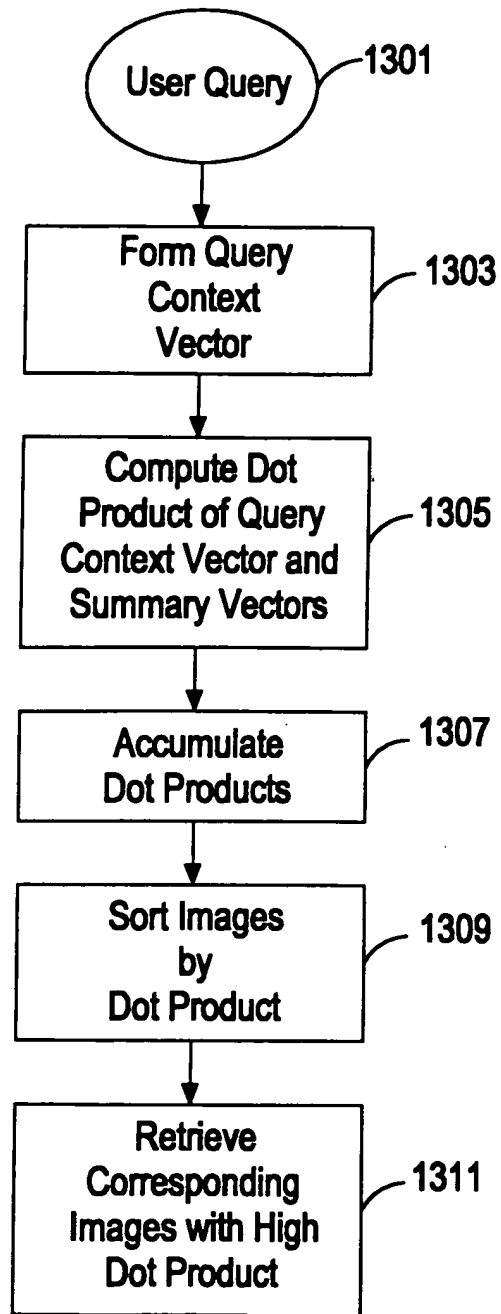 User Query
1301
Form Query
Context
Vector
1303
Compute Dot
Product of Query
Context Vector and
Summary Vectors
1305
Accumulate
Dot Products
1307
Sort Images
by
Dot Product
1309
Retrieve
Corresponding
Images with High
Dot Product
1311